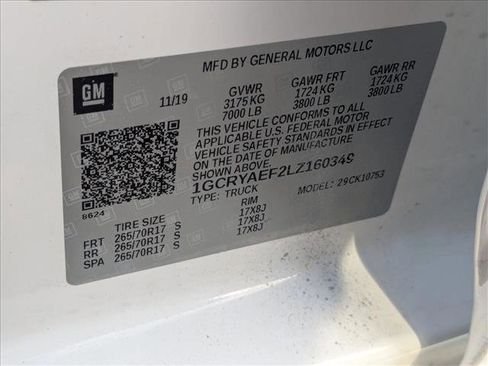 MFD BY GENERAL MOTORS LLC
GM
11/19
GVWR GAWR FRT GAWR RR
3175 KG 1724 KG 1724 KG
7000 LB 3800 LB 3800 LB
THIS VEHICLE CONFORMS TO ALL
APPLICABLE U.S. FEDERAL MOTOR
VEHICLE SAFETY STANDARDS IN EFFECT
ON THE DATE OF MANUFACTURE
1GCRYAEF2LZ160349
TYPE: TRUCK MODEL: 29CK10753
8624
TIRE SIZE RIM
FRT 265/70R17 S 17X8J
RR 265/70R17 S 17X8J
SPA 265/70R17 S 17X8J